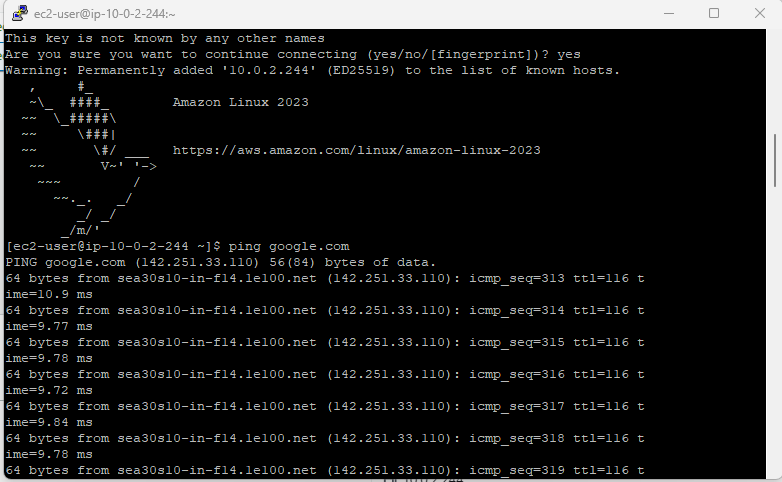 ec2-user@ip-10-0-2-244:~
This key is not known by any other names
Are you sure you want to continue connecting (yes/no/[fingerprint])? yes
Warning: Permanently added '10.0.2.244' (ED25519) to the list of known hosts.
   ,     #_
   ~\_  ####_        Amazon Linux 2023
  ~~  \_#####\
  ~~     \###|
  ~~       \#/ ___   https://aws.amazon.com/linux/amazon-linux-2023
   ~~       V~' '->
    ~~~         /
      ~~._.   _/
         _/ _/
       _/m/'
[ec2-user@ip-10-0-2-244 ~]$ ping google.com
PING google.com (142.251.33.110) 56(84) bytes of data.
64 bytes from sea30s10-in-f14.1e100.net (142.251.33.110): icmp_seq=313 ttl=116 t
ime=10.9 ms
64 bytes from sea30s10-in-f14.1e100.net (142.251.33.110): icmp_seq=314 ttl=116 t
ime=9.77 ms
64 bytes from sea30s10-in-f14.1e100.net (142.251.33.110): icmp_seq=315 ttl=116 t
ime=9.78 ms
64 bytes from sea30s10-in-f14.1e100.net (142.251.33.110): icmp_seq=316 ttl=116 t
ime=9.72 ms
64 bytes from sea30s10-in-f14.1e100.net (142.251.33.110): icmp_seq=317 ttl=116 t
ime=9.84 ms
64 bytes from sea30s10-in-f14.1e100.net (142.251.33.110): icmp_seq=318 ttl=116 t
ime=9.78 ms
64 bytes from sea30s10-in-f14.1e100.net (142.251.33.110): icmp_seq=319 ttl=116 t